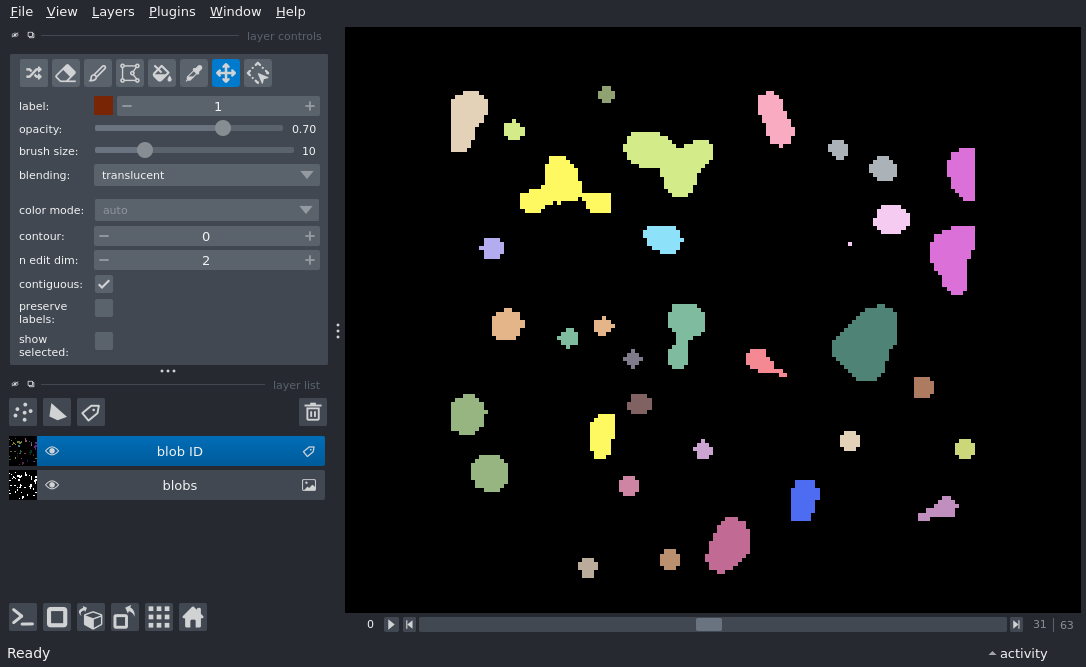 File View Layers Plugins Window Help
layer controls
label: 1
opacity: 0.70
brush size: 10
blending: translucent
color mode: auto
contour: 0
n edit dim: 2
contiguous:
preserve
labels:
show
selected:
layer list
blob ID
blobs
0 31 63
Ready activity